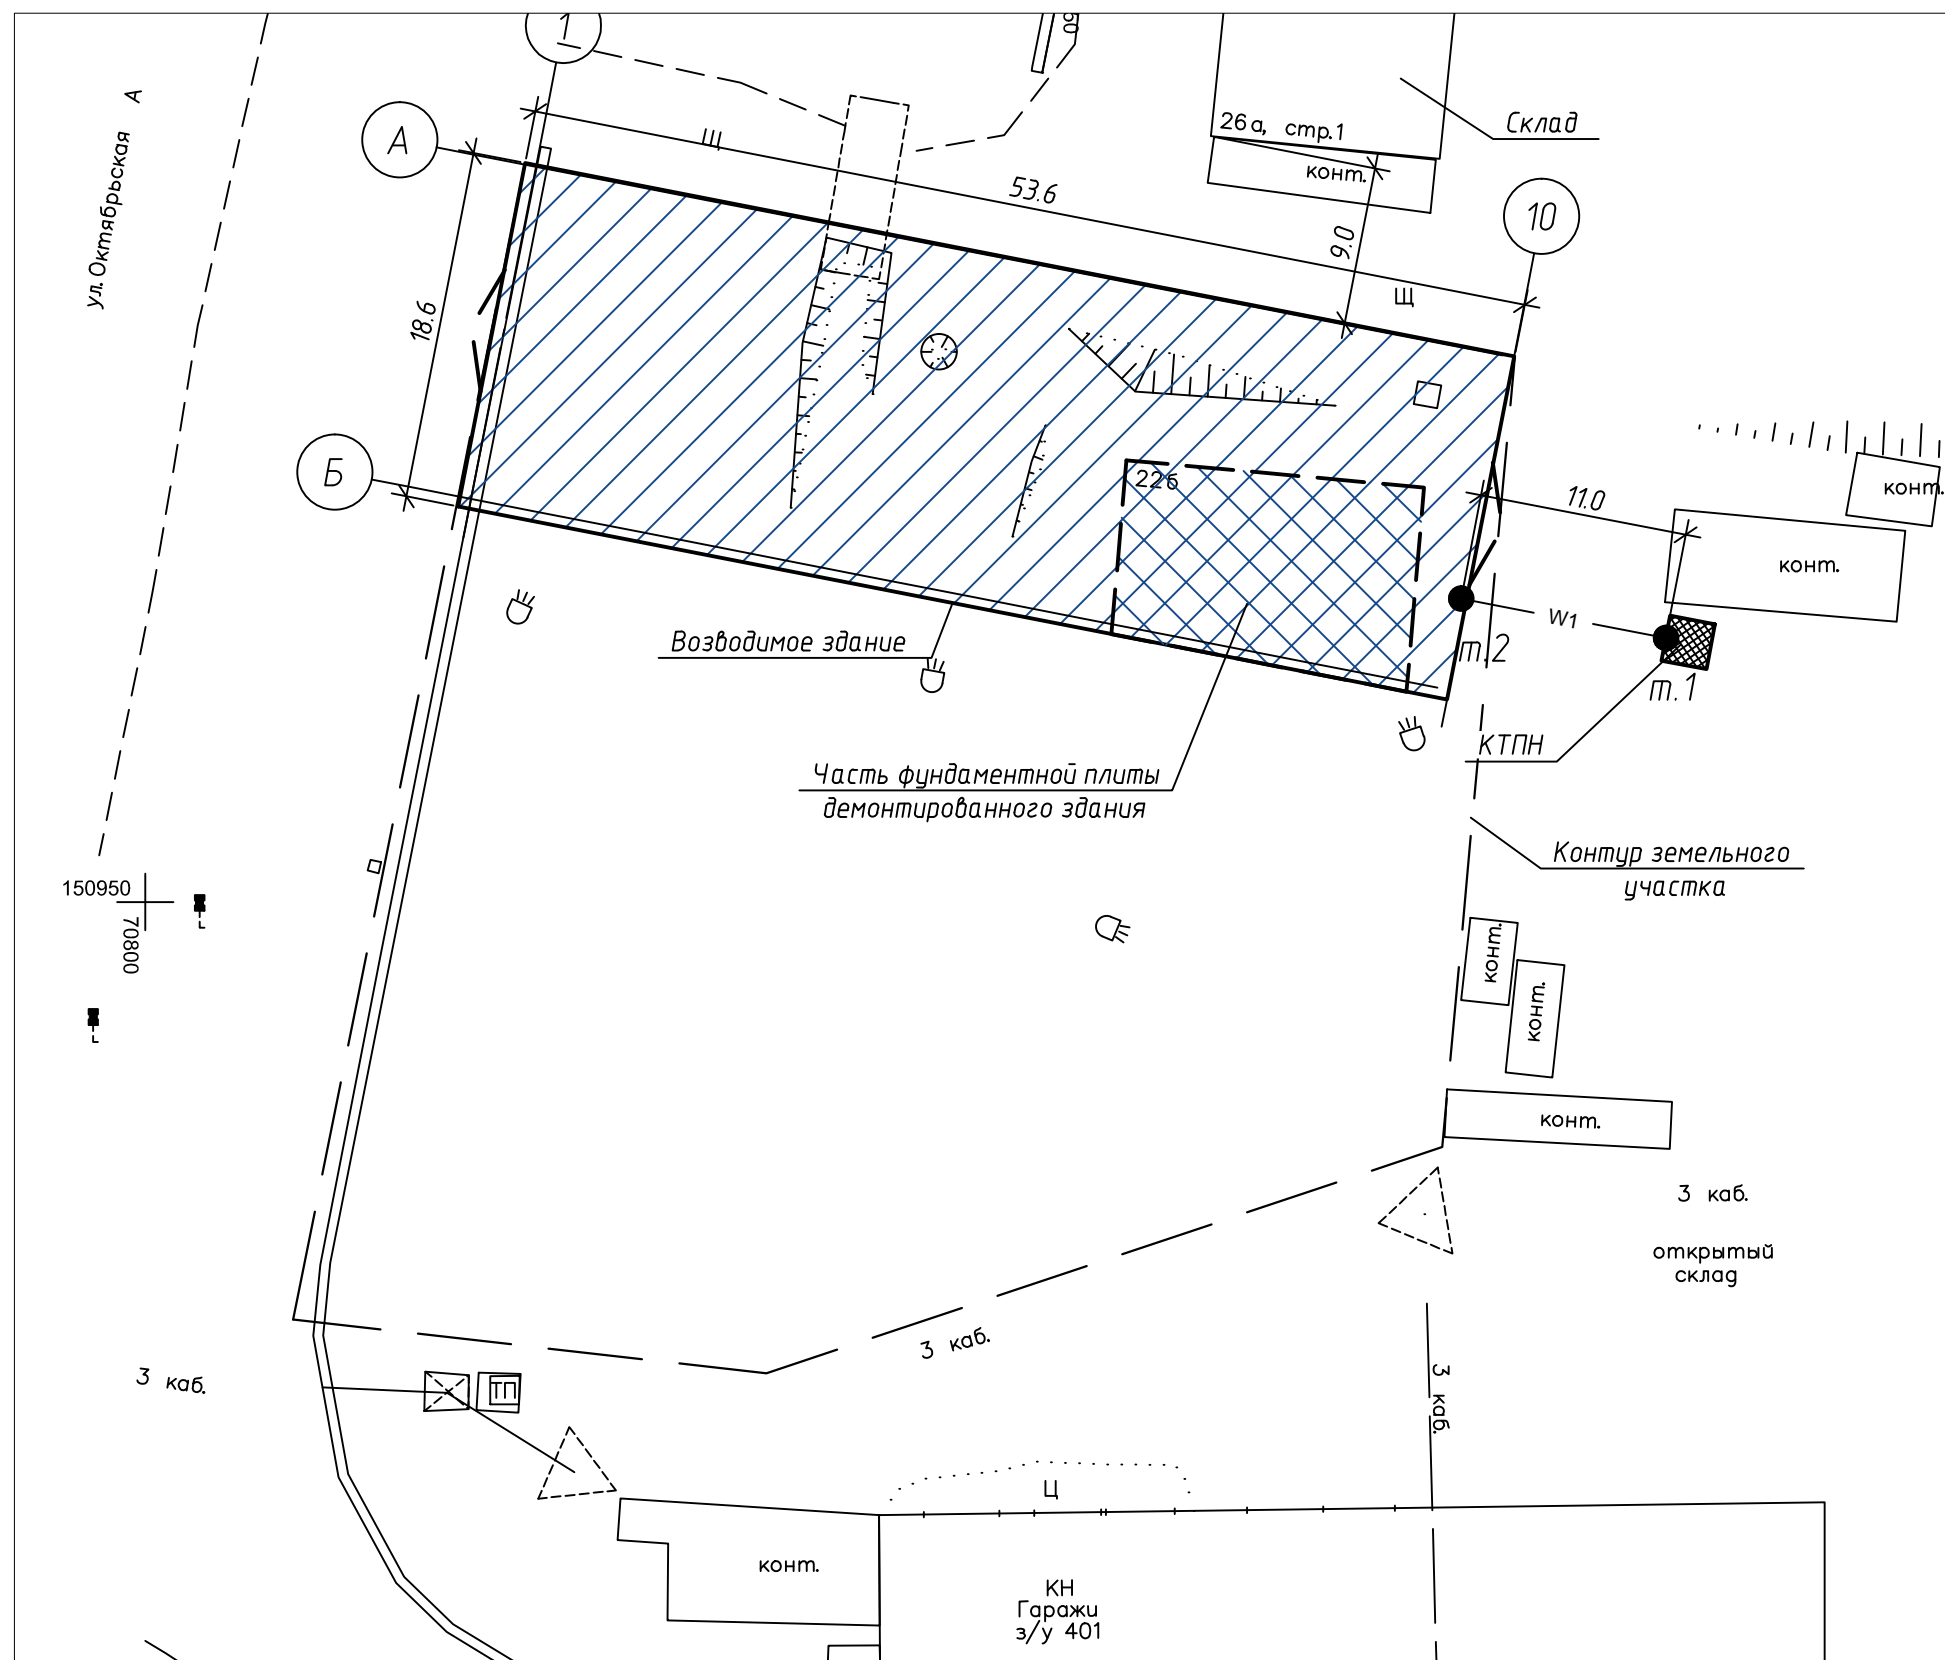 1
50
А
ул. Октябрьская
А
Щ
53.6
26а, стр.1
Склад
конт.
10
9.0
Щ
18.6
Б
22б
11.0
конт.
конт.
W1
т.2
т.1
Возводимое здание
КТПН
Часть фундаментной плиты
демонтированного здания
Контур земельного
участка
150950
70800
г
г
конт.
конт.
конт.
3 каб.
открытый
склад
3 каб.
3 каб.
3 каб.
ТП
Ц
конт.
КН
Гаражи
з/у 401